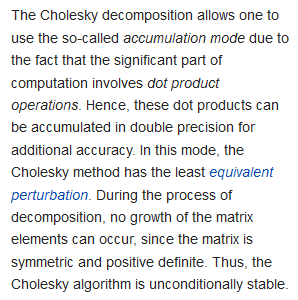 The Cholesky decomposition allows one to
use the so-called accumulation mode due to
the fact that the significant part of
computation involves dot product
operations. Hence, these dot products can
be accumulated in double precision for
additional accuracy. In this mode, the
Cholesky method has the least equivalent
perturbation. During the process of
decomposition, no growth of the matrix
elements can occur, since the matrix is
symmetric and positive definite. Thus, the
Cholesky algorithm is unconditionally stable.